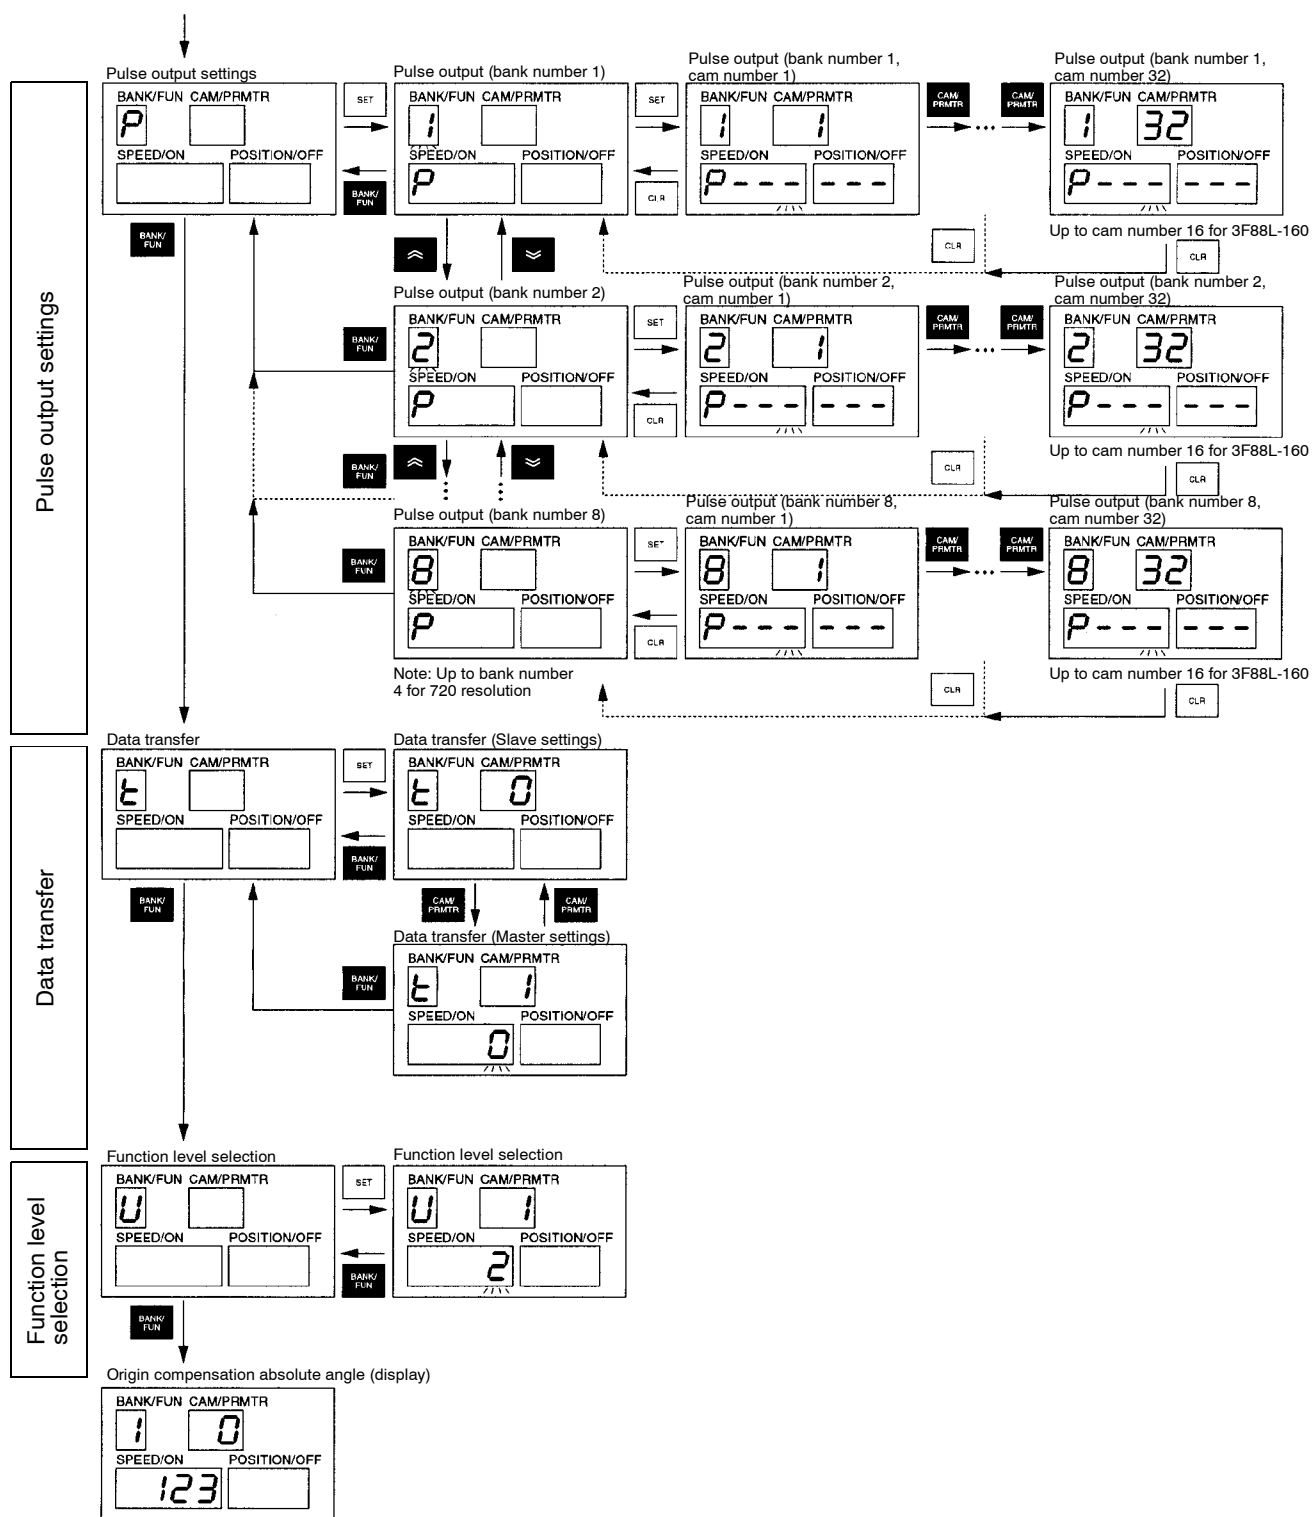 Pulse output settings
Pulse output settings
BANK/FUN CAM/PRMTR
P
SPEED/ON POSITION/OFF
SET
BANK/
FUN
BANK/
FUN
Pulse output (bank number 1)
BANK/FUN CAM/PRMTR
1
SPEED/ON POSITION/OFF
P
SET
CLR
Pulse output (bank number 1,
cam number 1)
BANK/FUN CAM/PRMTR
1 1
SPEED/ON POSITION/OFF
P--- ---
CAM/
PRMTR
...
CAM/
PRMTR
Pulse output (bank number 1,
cam number 32)
BANK/FUN CAM/PRMTR
1 32
SPEED/ON POSITION/OFF
P--- ---
Up to cam number 16 for 3F88L-160
CLR
CLR
Pulse output (bank number 2)
BANK/FUN CAM/PRMTR
2
SPEED/ON POSITION/OFF
P
BANK/
FUN
SET
CLR
Pulse output (bank number 2,
cam number 1)
BANK/FUN CAM/PRMTR
2 1
SPEED/ON POSITION/OFF
P--- ---
CAM/
PRMTR
...
CAM/
PRMTR
Pulse output (bank number 2,
cam number 32)
BANK/FUN CAM/PRMTR
2 32
SPEED/ON POSITION/OFF
P--- ---
Up to cam number 16 for 3F88L-160
CLR
CLR
BANK/
FUN
Pulse output (bank number 8)
BANK/FUN CAM/PRMTR
8
SPEED/ON POSITION/OFF
P
BANK/
FUN
SET
CLR
Note: Up to bank number
4 for 720 resolution
Pulse output (bank number 8,
cam number 1)
BANK/FUN CAM/PRMTR
8 1
SPEED/ON POSITION/OFF
P--- ---
CAM/
PRMTR
...
CAM/
PRMTR
Pulse output (bank number 8,
cam number 32)
BANK/FUN CAM/PRMTR
8 32
SPEED/ON POSITION/OFF
P--- ---
Up to cam number 16 for 3F88L-160
CLR
CLR
Data transfer
Data transfer
BANK/FUN CAM/PRMTR
t
SPEED/ON POSITION/OFF
SET
BANK/
FUN
BANK/
FUN
Data transfer (Slave settings)
BANK/FUN CAM/PRMTR
t 0
SPEED/ON POSITION/OFF
CAM/
PRMTR
CAM/
PRMTR
Data transfer (Master settings)
BANK/FUN CAM/PRMTR
t 1
SPEED/ON POSITION/OFF
0
BANK/
FUN
Function level
selection
Function level selection
BANK/FUN CAM/PRMTR
U
SPEED/ON POSITION/OFF
SET
BANK/
FUN
Function level selection
BANK/FUN CAM/PRMTR
U 1
SPEED/ON POSITION/OFF
2
BANK/
FUN
Origin compensation absolute angle (display)
BANK/FUN CAM/PRMTR
1 0
SPEED/ON POSITION/OFF
123